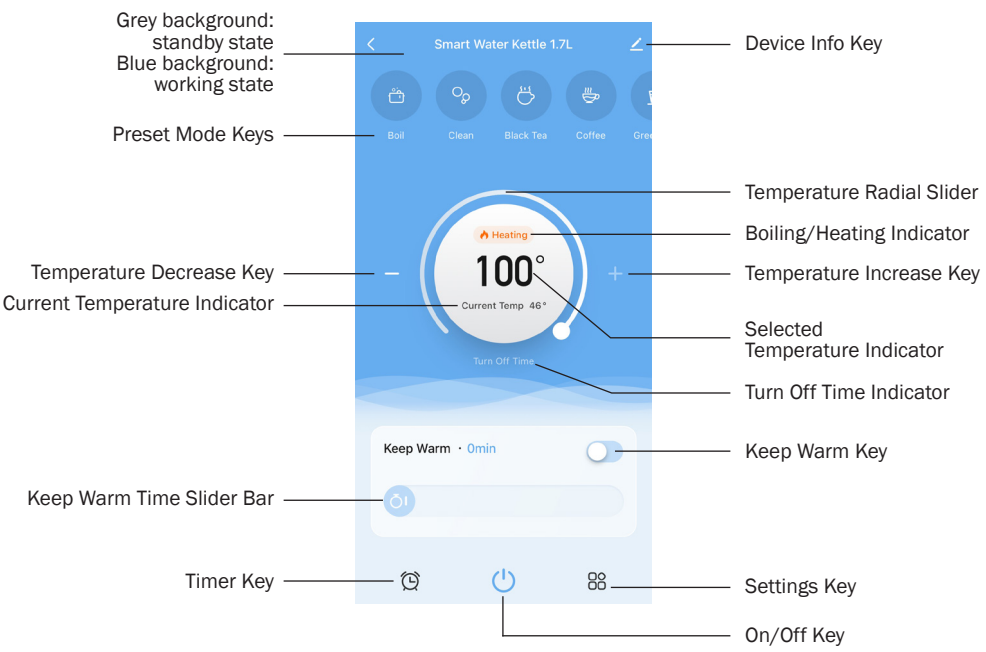 Grey background:
standby state
Blue background:
working state
Smart Water Kettle 1.7L
Device Info Key
Preset Mode Keys
Boil
Clean
Black Tea
Coffee
Gree
Temperature Radial Slider
Heating
Boiling/Heating Indicator
Temperature Decrease Key
100°
Temperature Increase Key
Current Temperature Indicator
Current Temp 46°
Selected
Temperature Indicator
Turn Off Time
Turn Off Time Indicator
Keep Warm · 0min
Keep Warm Key
Keep Warm Time Slider Bar
Timer Key
Settings Key
On/Off Key